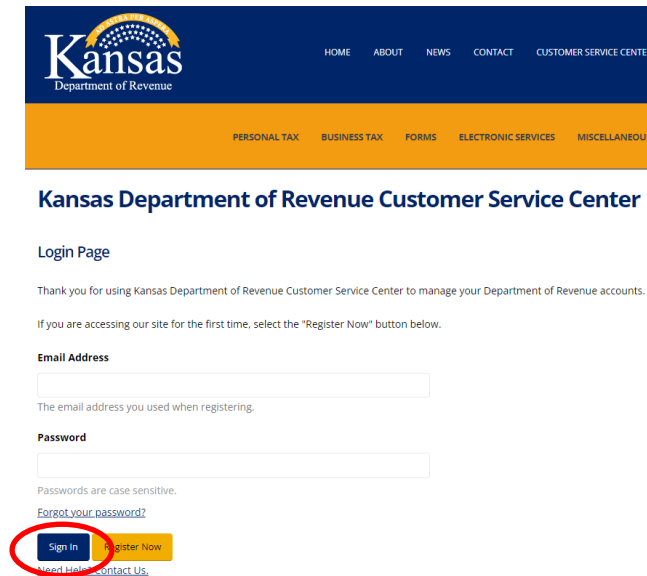 AD ASTRA PER ASPERA
Kansas
Department of Revenue
HOME ABOUT NEWS CONTACT CUSTOMER SERVICE CENTE
PERSONAL TAX BUSINESS TAX FORMS ELECTRONIC SERVICES MISCELLANEOU
Kansas Department of Revenue Customer Service Center
Login Page
Thank you for using Kansas Department of Revenue Customer Service Center to manage your Department of Revenue accounts.
If you are accessing our site for the first time, select the "Register Now" button below.
Email Address
The email address you used when registering.
Password
Passwords are case sensitive.
Forgot your password?
Sign In Register Now
Need Help? Contact Us.